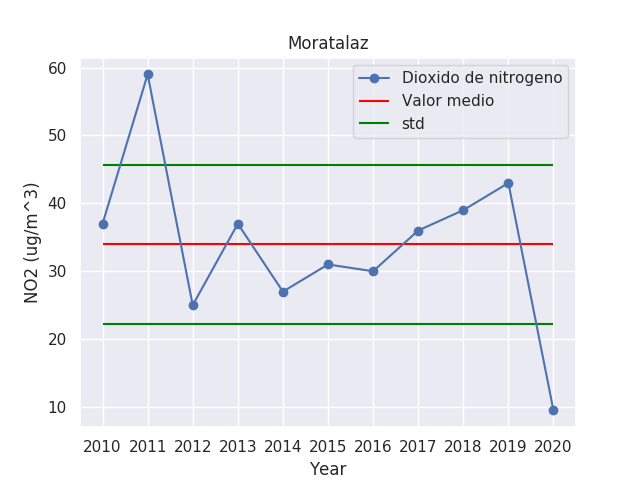 Moratalaz
Dioxido de nitrogeno
Valor medio
std
NO2 (ug/m^3)
60
50
40
30
20
10
2010 2011 2012 2013 2014 2015 2016 2017 2018 2019 2020
Year